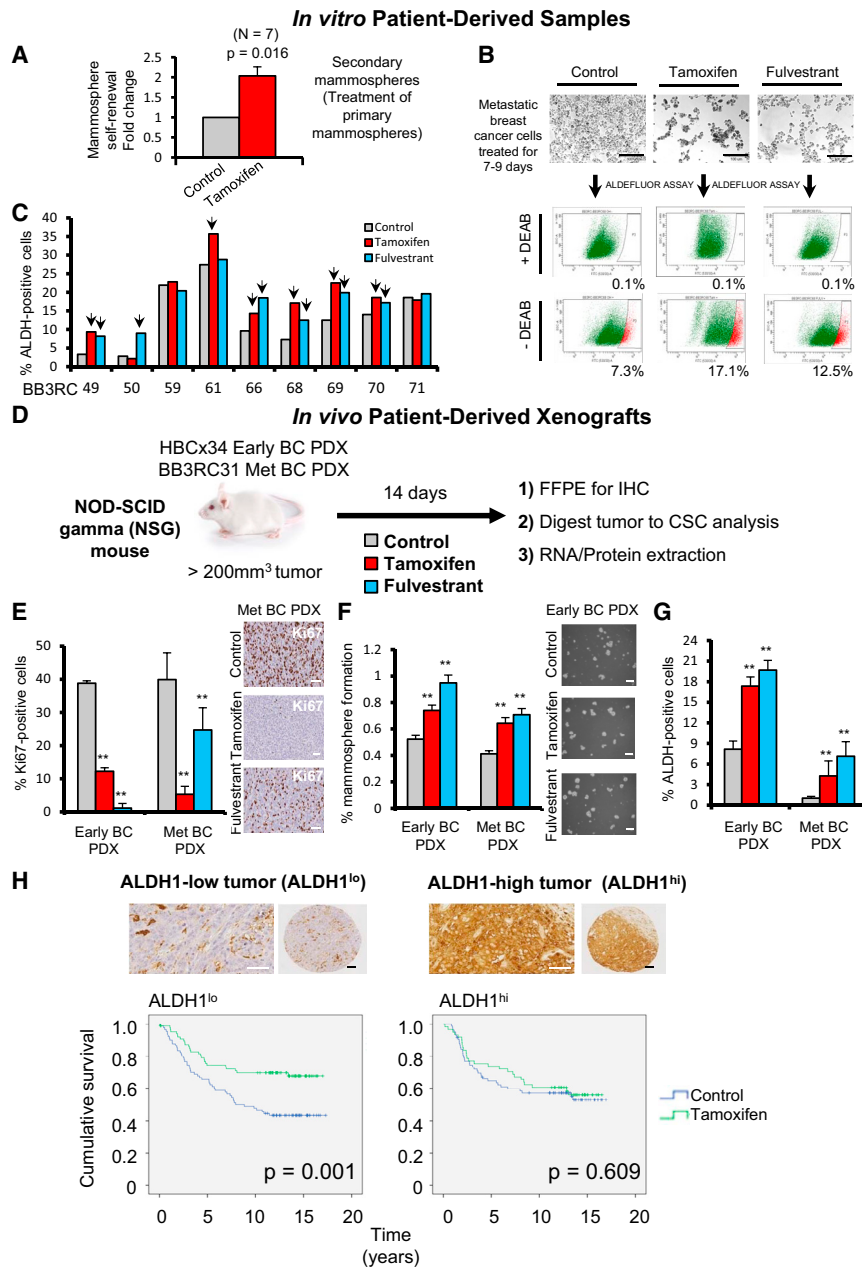 In vitro Patient-Derived Samples
A
(N = 7)
p = 0.016
Mammosphere
self-renewal
Fold change
2.5
2
1.5
1
0.5
0
Control
Tamoxifen
Secondary
mammospheres
(Treatment of
primary
mammospheres)
B
Control
Tamoxifen
Fulvestrant
Metastatic
breast
cancer cells
treated for
7-9 days
ALDEFLUOR ASSAY
ALDEFLUOR ASSAY
+ DEAB
0.1%
0.1%
0.1%
- DEAB
7.3%
17.1%
12.5%
C
% ALDH-positive cells
40
35
30
25
20
15
10
5
0
Control
Tamoxifen
Fulvestrant
BB3RC 49 50 59 61 66 68 69 70 71
In vivo Patient-Derived Xenografts
D
HBCx34 Early BC PDX
BB3RC31 Met BC PDX
NOD-SCID
gamma (NSG)
mouse
> 200mm³ tumor
14 days
Control
Tamoxifen
Fulvestrant
1) FFPE for IHC
2) Digest tumor to CSC analysis
3) RNA/Protein extraction
E
% Ki67-positive cells
50
40
30
20
10
0
**
**
**
**
Early BC
PDX
Met BC
PDX
Met BC PDX
Control
Ki67
Tamoxifen
Ki67
Fulvestrant
Ki67
F
% mammosphere formation
1.2
1
0.8
0.6
0.4
0.2
0
**
**
**
**
Early BC
PDX
Met BC
PDX
Early BC PDX
Control
Tamoxifen
Fulvestrant
G
% ALDH-positive cells
24
21
18
15
12
9
6
3
0
**
**
**
**
Early BC
PDX
Met BC
PDX
H
ALDH1-low tumor (ALDH1ˡᵒ)
ALDH1-high tumor (ALDH1ʰⁱ)
ALDH1ˡᵒ
ALDH1ʰⁱ
Cumulative survival
1.0
0.8
0.6
0.4
0.2
0
p = 0.001
0 5 10 15 20
1.0
0.8
0.6
0.4
0.2
0
p = 0.609
0 5 10 15 20
Time
(years)
Control
Tamoxifen